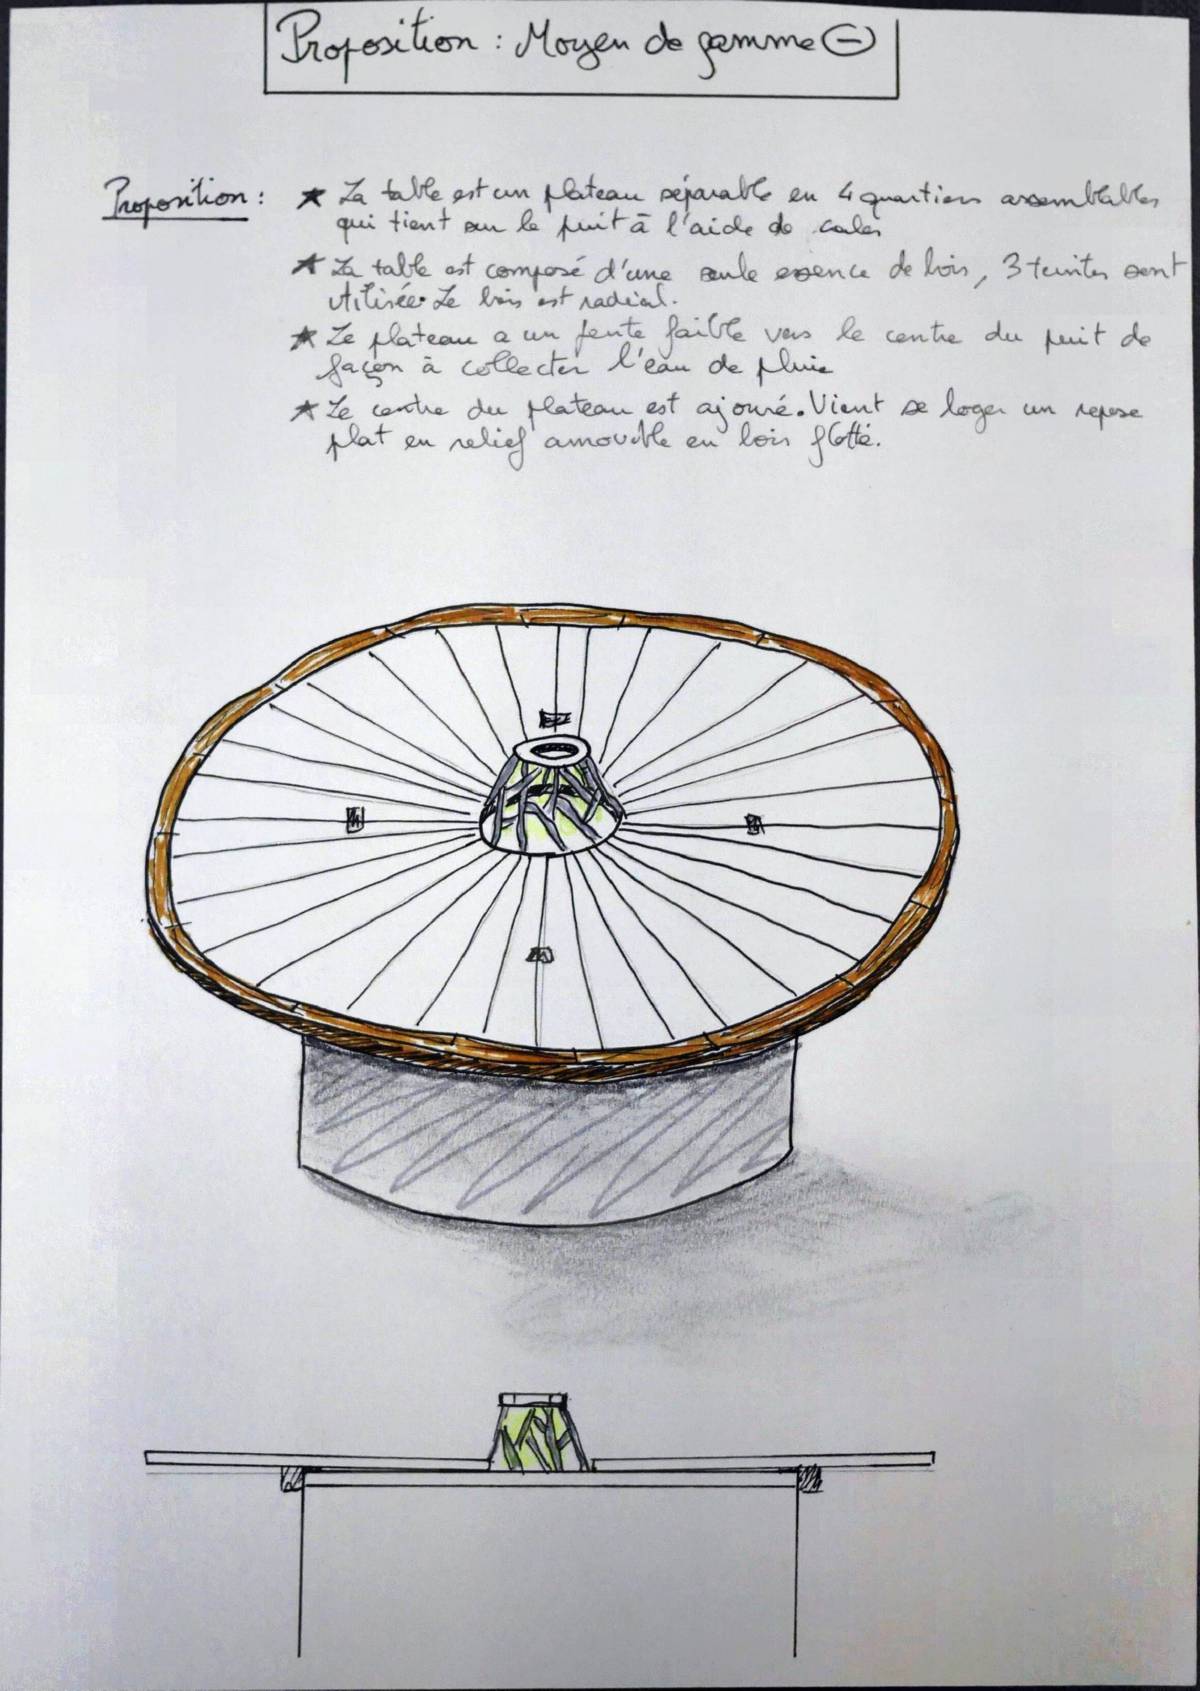 Proposition : Moyen de gamme ⊖
Proposition : ★ La table est un plateau séparable en 4 quartiers assemblables
qui tient sur le puit à l'aide de cales
★ La table est composé d'une seule essence de bois, 3 teintes sont
utilisée. Le bois est radial.
★ Le plateau a un pente faible vers le centre du puit de
façon à collecter l'eau de pluie
★ Le centre du plateau est ajouré. Vient se loger un repose
plat en relief amovible en bois flotté.